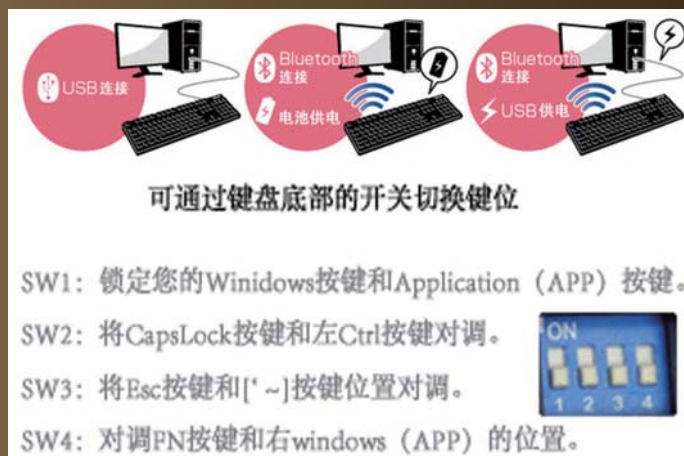 USB连接
Bluetooth
连接
电池供电
Bluetooth
连接
USB供电
可通过键盘底部的开关切换键位
SW1：锁定您的Winidows按键和Application（APP）按键。
SW2：将CapsLock按键和左Ctrl按键对调。
SW3：将Esc按键和[‘ ~]按键位置对调。
SW4：对调FN按键和右windows（APP）的位置。
ON
1 2 3 4